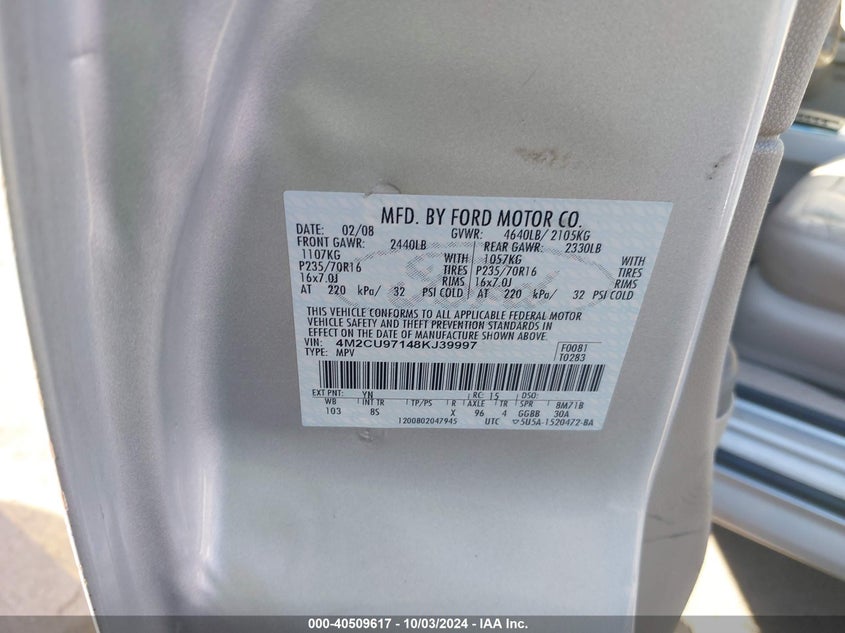 MFD. BY FORD MOTOR CO.
DATE: 02/08 GVWR: 4640LB/ 2105KG
FRONT GAWR: 2440LB REAR GAWR: 2330LB
1107KG WITH 1057KG WITH
P235/70R16 TIRES P235/70R16 TIRES
16x7.0J RIMS 16x7.0J RIMS
AT 220 kPa/ 32 PSI COLD AT 220 kPa/ 32 PSI COLD
THIS VEHICLE CONFORMS TO ALL APPLICABLE FEDERAL MOTOR
VEHICLE SAFETY AND THEFT PREVENTION STANDARDS IN
EFFECT ON THE DATE OF MANUFACTURE SHOWN ABOVE.
VIN: 4M2CU97148KJ39997 F0081
TYPE: MPV T0283
EXT PNT: YN RC: 15 DSO:
WB INT TR TP/PS R AXLE TR SPR 8M71B
103 8S X 96 4 GGBB 30A
1200802047945 UTC 5U5A-1520472-BA
000-40509617 - 10/03/2024 - IAA Inc.